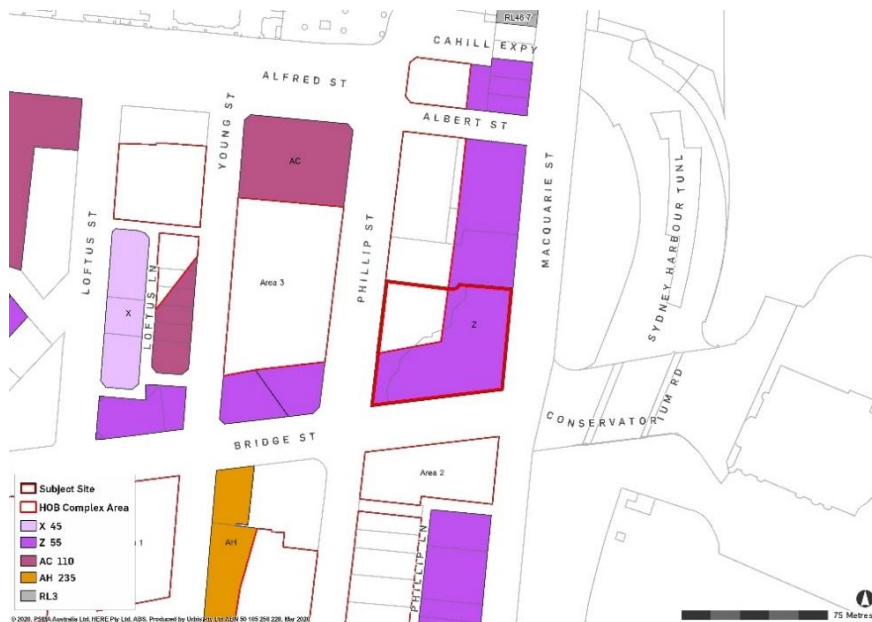 RL46.7
CAHILL EXPY
ALFRED ST
ALBERT ST
YOUNG ST
AC
MACQUARIE ST
SYDNEY HARBOUR TUNL
LOFTUS ST
PHILLIP ST
Area 3
LOFTUS LN
X
Z
CONSERVATORIUM RD
BRIDGE ST
Area 2
1
AH
PHILLIP LN
Subject Site
HOB Complex Area
X 45
Z 55
AC 110
AH 235
RL3
75 Metres